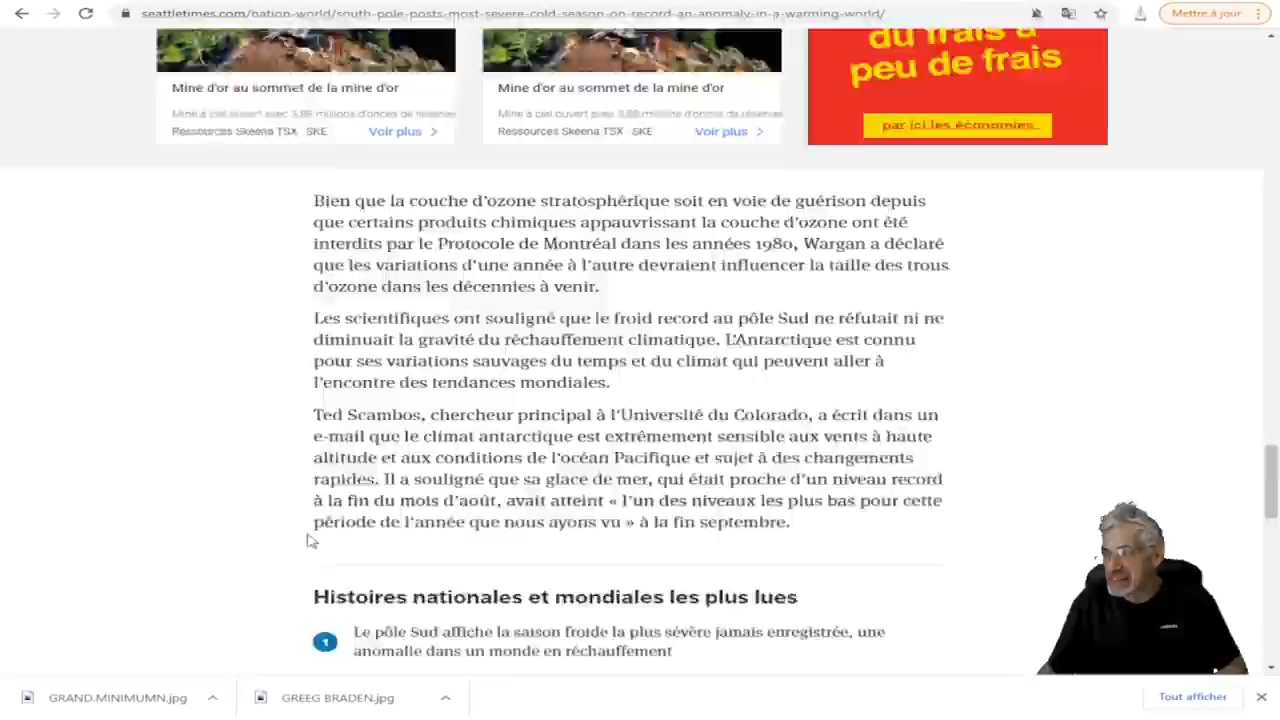 seattletimes.com/nation-world/south-pole-posts-most-severe-cold-season-on-record-an-anomaly-in-a-warming-world/
Mettre à jour
Mine d'or au sommet de la mine d'or
Mine à ciel ouvert avec 3,88 millions d'onces de réserves
Ressources Skeena TSX SKE
Voir plus >
Mine d'or au sommet de la mine d'or
Mine à ciel ouvert avec 3,88 millions d'onces de réserves
Ressources Skeena TSX SKE
Voir plus >
du frais à
peu de frais
par ici les économies
Bien que la couche d'ozone stratosphérique soit en voie de guérison depuis
que certains produits chimiques appauvrissant la couche d'ozone ont été
interdits par le Protocole de Montréal dans les années 1980, Wargan a déclaré
que les variations d'une année à l'autre devraient influencer la taille des trous
d'ozone dans les décennies à venir.
Les scientifiques ont souligné que le froid record au pôle Sud ne réfutait ni ne
diminuait la gravité du réchauffement climatique. L'Antarctique est connu
pour ses variations sauvages du temps et du climat qui peuvent aller à
l'encontre des tendances mondiales.
Ted Scambos, chercheur principal à l'Université du Colorado, a écrit dans un
e-mail que le climat antarctique est extrêmement sensible aux vents à haute
altitude et aux conditions de l'océan Pacifique et sujet à des changements
rapides. Il a souligné que sa glace de mer, qui était proche d'un niveau record
à la fin du mois d'août, avait atteint « l'un des niveaux les plus bas pour cette
période de l'année que nous ayons vu » à la fin septembre.
Histoires nationales et mondiales les plus lues
1
Le pôle Sud affiche la saison froide la plus sévère jamais enregistrée, une
anomalie dans un monde en réchauffement
GRAND.MINIMUMN.jpg
GREEG BRADEN.jpg
Tout afficher